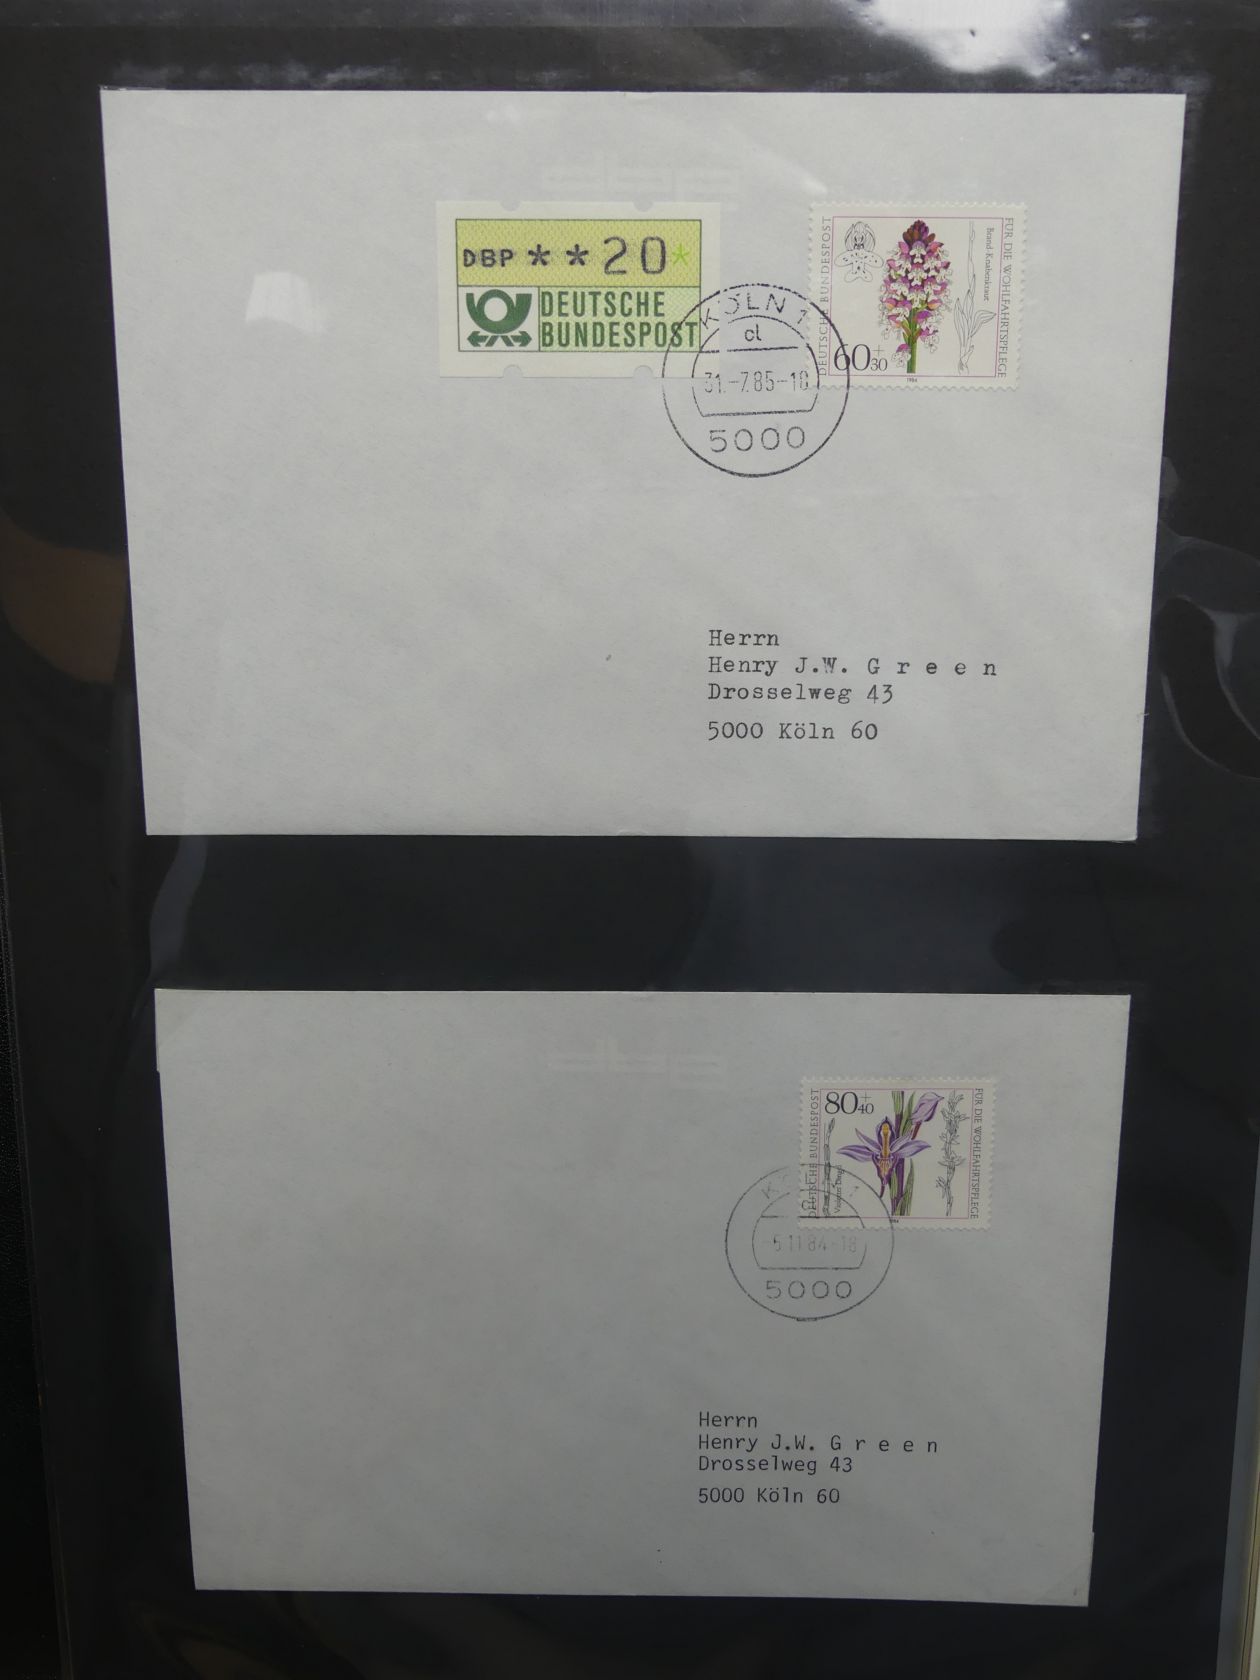 DBP **20*
DEUTSCHE
BUNDESPOST
DEUTSCHE BUNDESPOST
FÜR DIE WOHLFAHRTSPFLEGE
Brand-Knabenkraut
60+30
1984
KÖLN 1
cl
31.-7.85-18
5000
Herrn
Henry J.W. G r e e n
Drosselweg 43
5000 Köln 60
80+40
DEUTSCHE BUNDESPOST
FÜR DIE WOHLFAHRTSPFLEGE
-5.11.84-18
5000
Herrn
Henry J.W. G r e e n
Drosselweg 43
5000 Köln 60